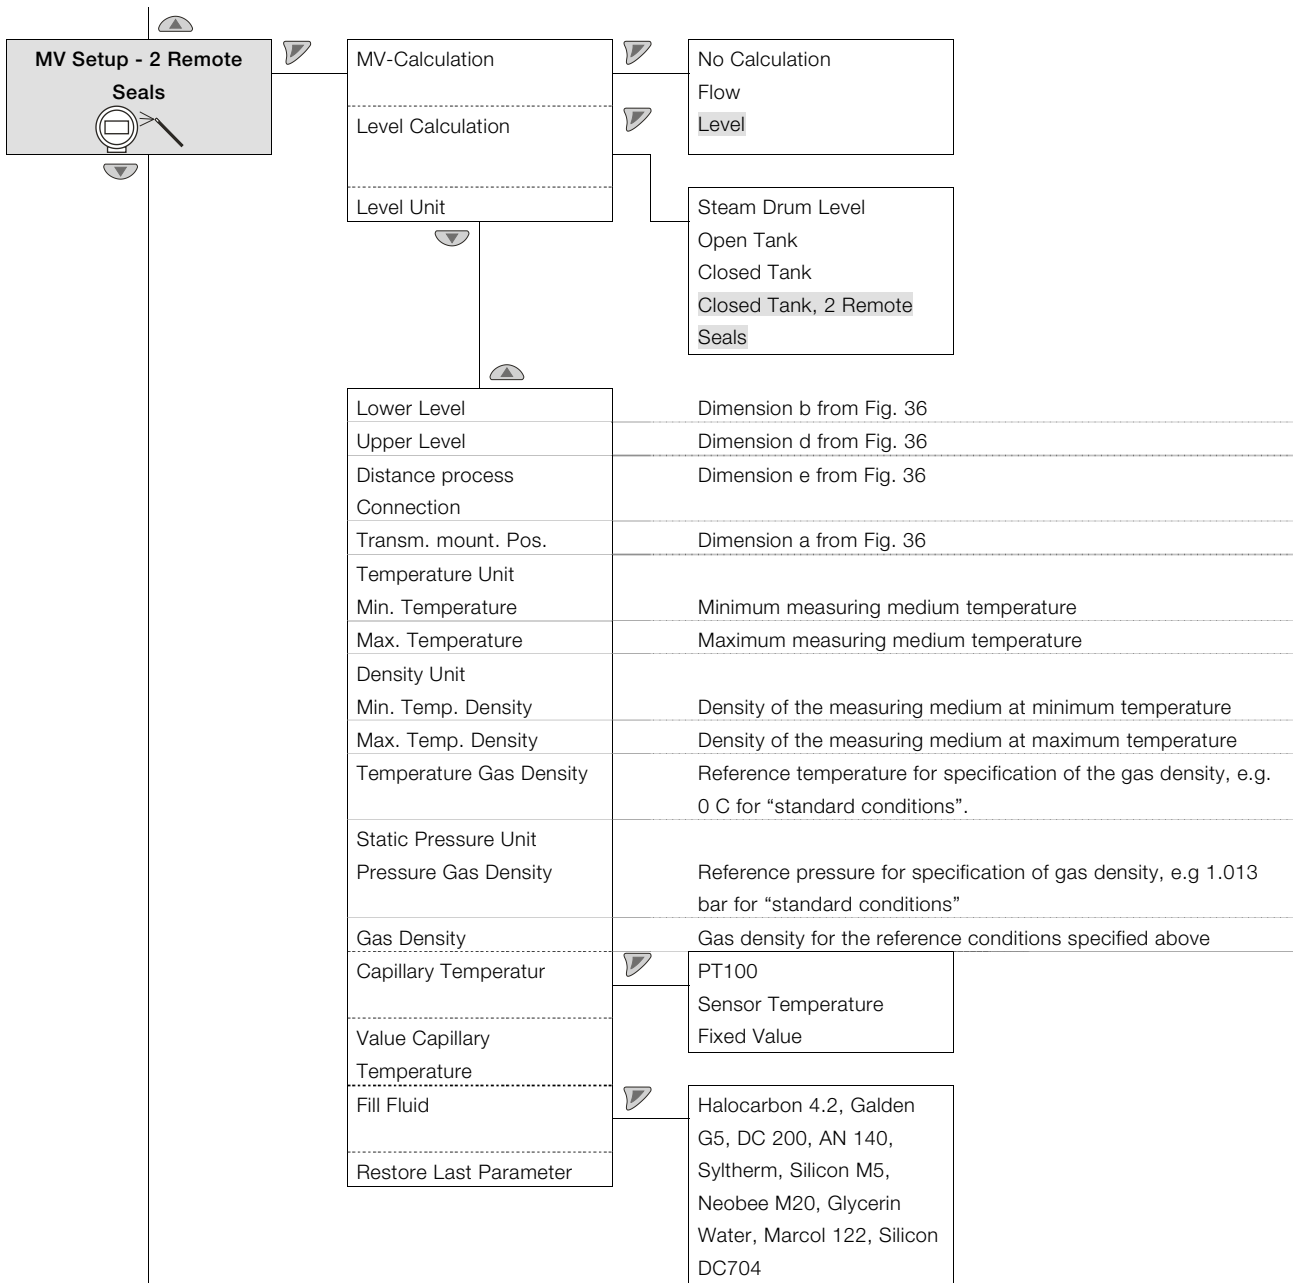 MV Setup - 2 Remote
Seals
MV-Calculation
Level Calculation
Level Unit
No Calculation
Flow
Level
Steam Drum Level
Open Tank
Closed Tank
Closed Tank, 2 Remote
Seals
Lower Level Dimension b from Fig. 36
Upper Level Dimension d from Fig. 36
Distance process Dimension e from Fig. 36
Connection
Transm. mount. Pos. Dimension a from Fig. 36
Temperature Unit
Min. Temperature Minimum measuring medium temperature
Max. Temperature Maximum measuring medium temperature
Density Unit
Min. Temp. Density Density of the measuring medium at minimum temperature
Max. Temp. Density Density of the measuring medium at maximum temperature
Temperature Gas Density Reference temperature for specification of the gas density, e.g.
0 C for “standard conditions”.
Static Pressure Unit
Pressure Gas Density Reference pressure for specification of gas density, e.g 1.013
bar for “standard conditions”
Gas Density Gas density for the reference conditions specified above
Capillary Temperatur
PT100
Sensor Temperature
Fixed Value
Value Capillary
Temperature
Fill Fluid
Halocarbon 4.2, Galden
G5, DC 200, AN 140,
Syltherm, Silicon M5,
Neobee M20, Glycerin
Water, Marcol 122, Silicon
DC704
Restore Last Parameter